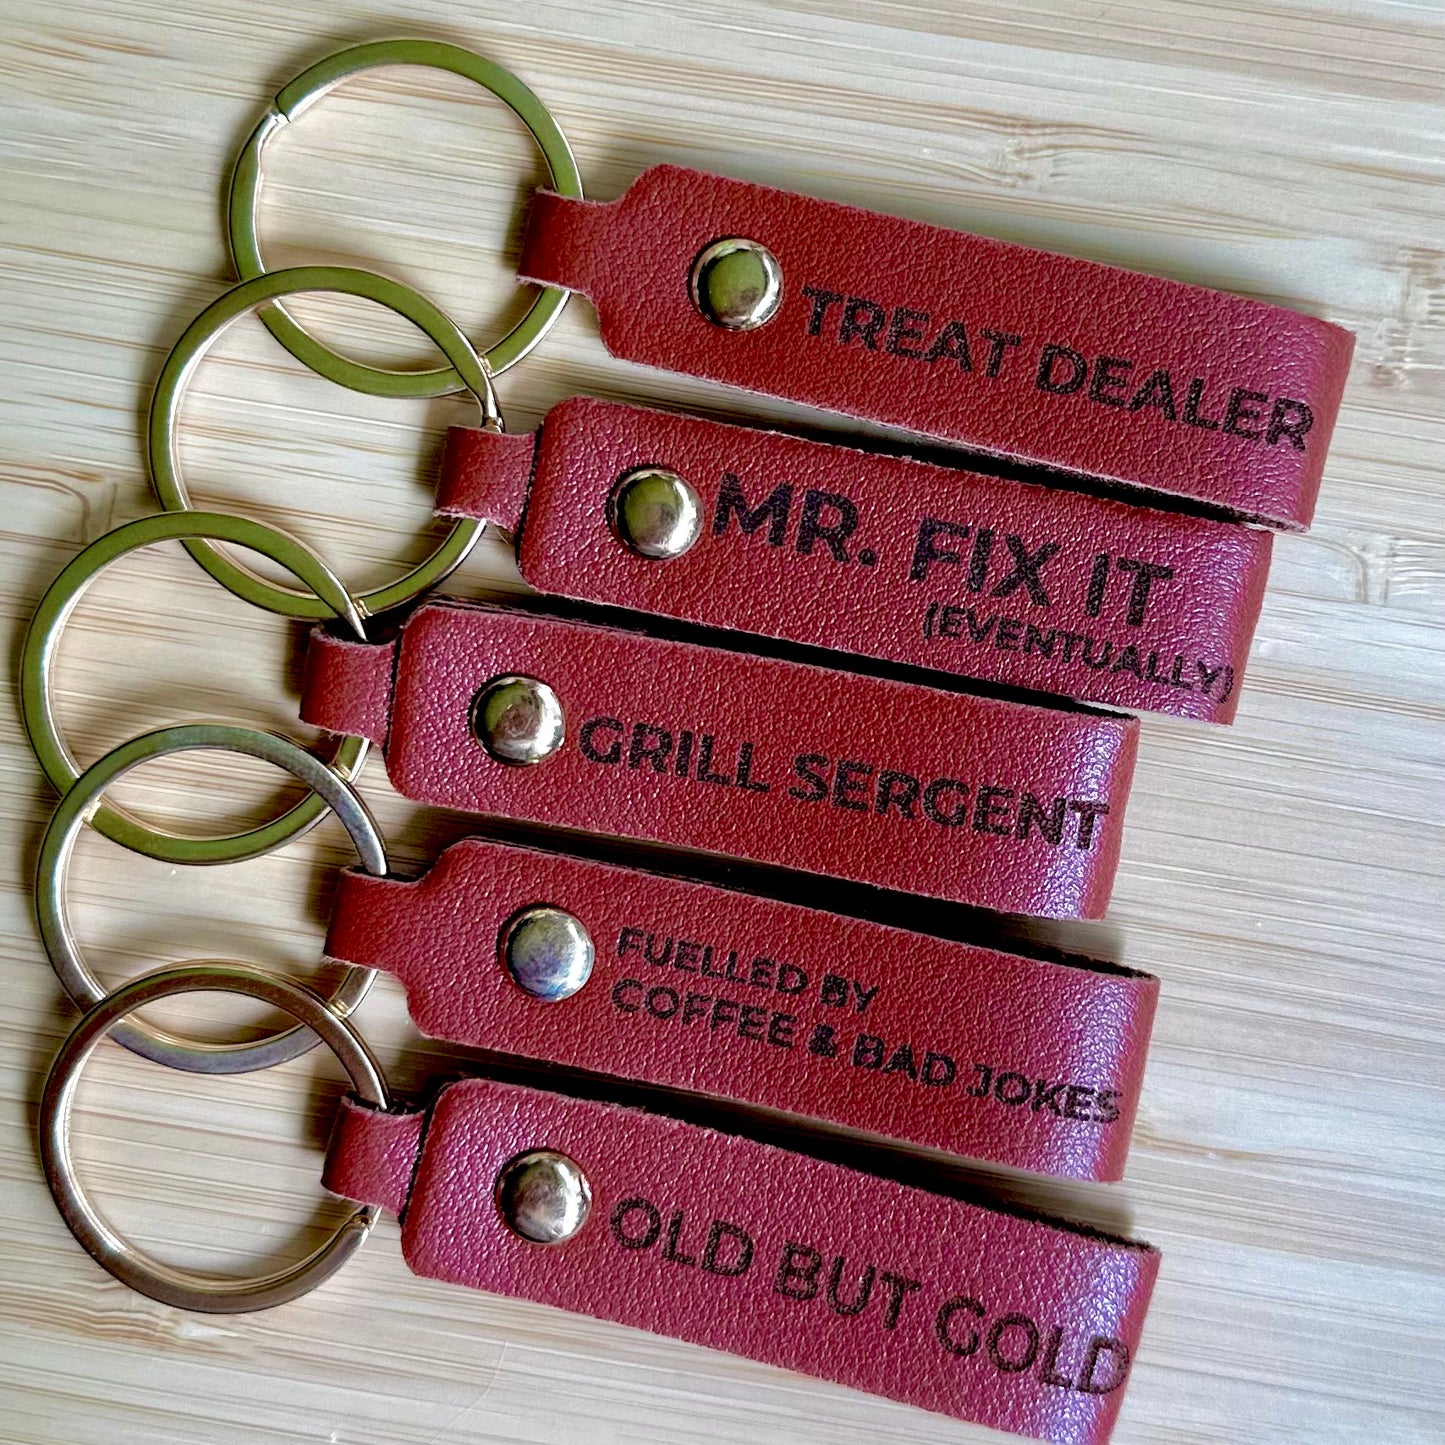 TREAT DEALER
MR. FIX IT
(EVENTUALLY)
GRILL SERGENT
FUELLED BY
COFFEE & BAD JOKES
OLD BUT GOLD